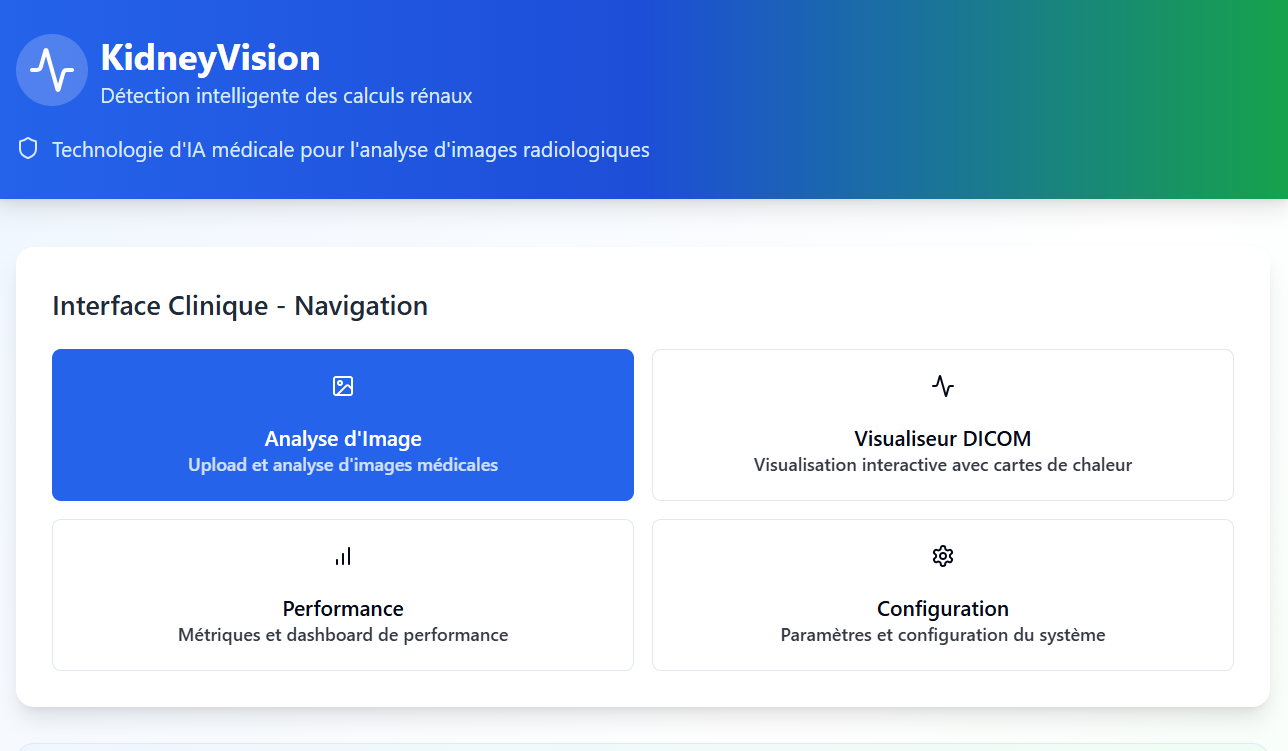 KidneyVision
Détection intelligente des calculs rénaux
Technologie d'IA médicale pour l'analyse d'images radiologiques
Interface Clinique - Navigation
Analyse d'Image
Upload et analyse d'images médicales
Visualiseur DICOM
Visualisation interactive avec cartes de chaleur
Performance
Métriques et dashboard de performance
Configuration
Paramètres et configuration du système